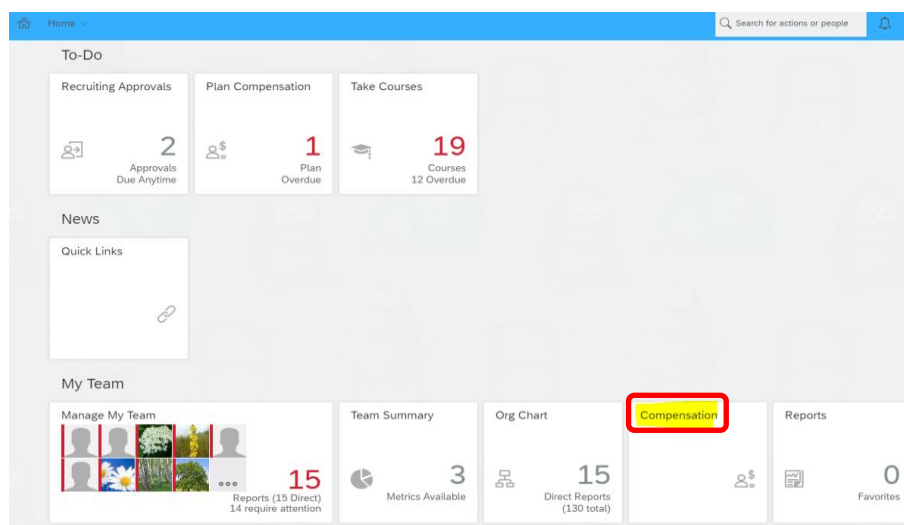 Home
Search for actions or people
To-Do
Recruiting Approvals
2
Approvals
Due Anytime
Plan Compensation
1
Plan
Overdue
Take Courses
19
Courses
12 Overdue
News
Quick Links
My Team
Manage My Team
15
Reports (15 Direct)
14 require attention
Team Summary
3
Metrics Available
Org Chart
15
Direct Reports
(130 total)
Compensation
Reports
0
Favorites